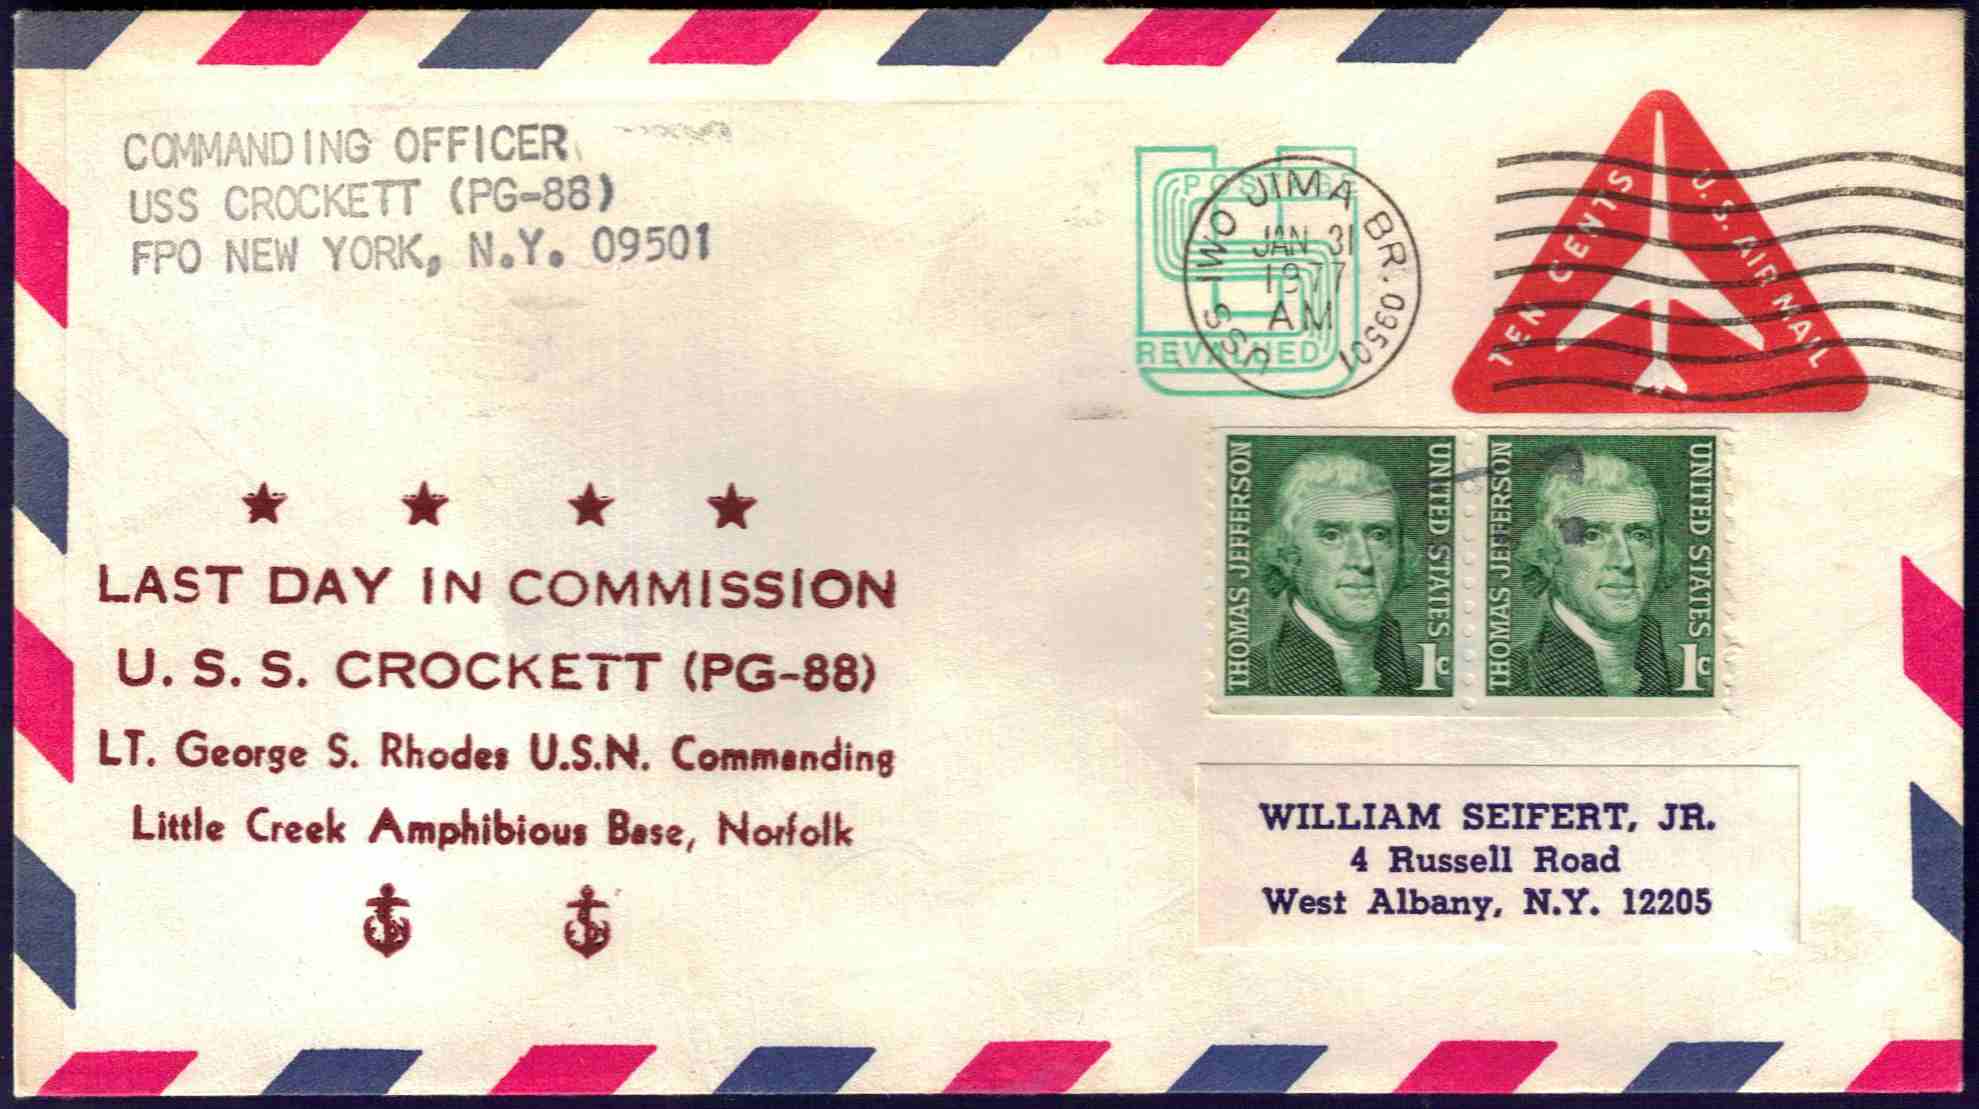 COMMANDING OFFICER
USS CROCKETT (PG-88)
FPO NEW YORK, N.Y. 09501
POSTAGE
REVALUED
USS IWO JIMA BR. 09501
JAN 31
1977
AM
TEN CENTS
U.S. AIR MAIL
THOMAS JEFFERSON
UNITED STATES
1c
THOMAS JEFFERSON
UNITED STATES
1c
LAST DAY IN COMMISSION
U. S. S. CROCKETT (PG-88)
LT. George S. Rhodes U.S.N. Commanding
Little Creek Amphibious Base, Norfolk
WILLIAM SEIFERT, JR.
4 Russell Road
West Albany, N.Y. 12205